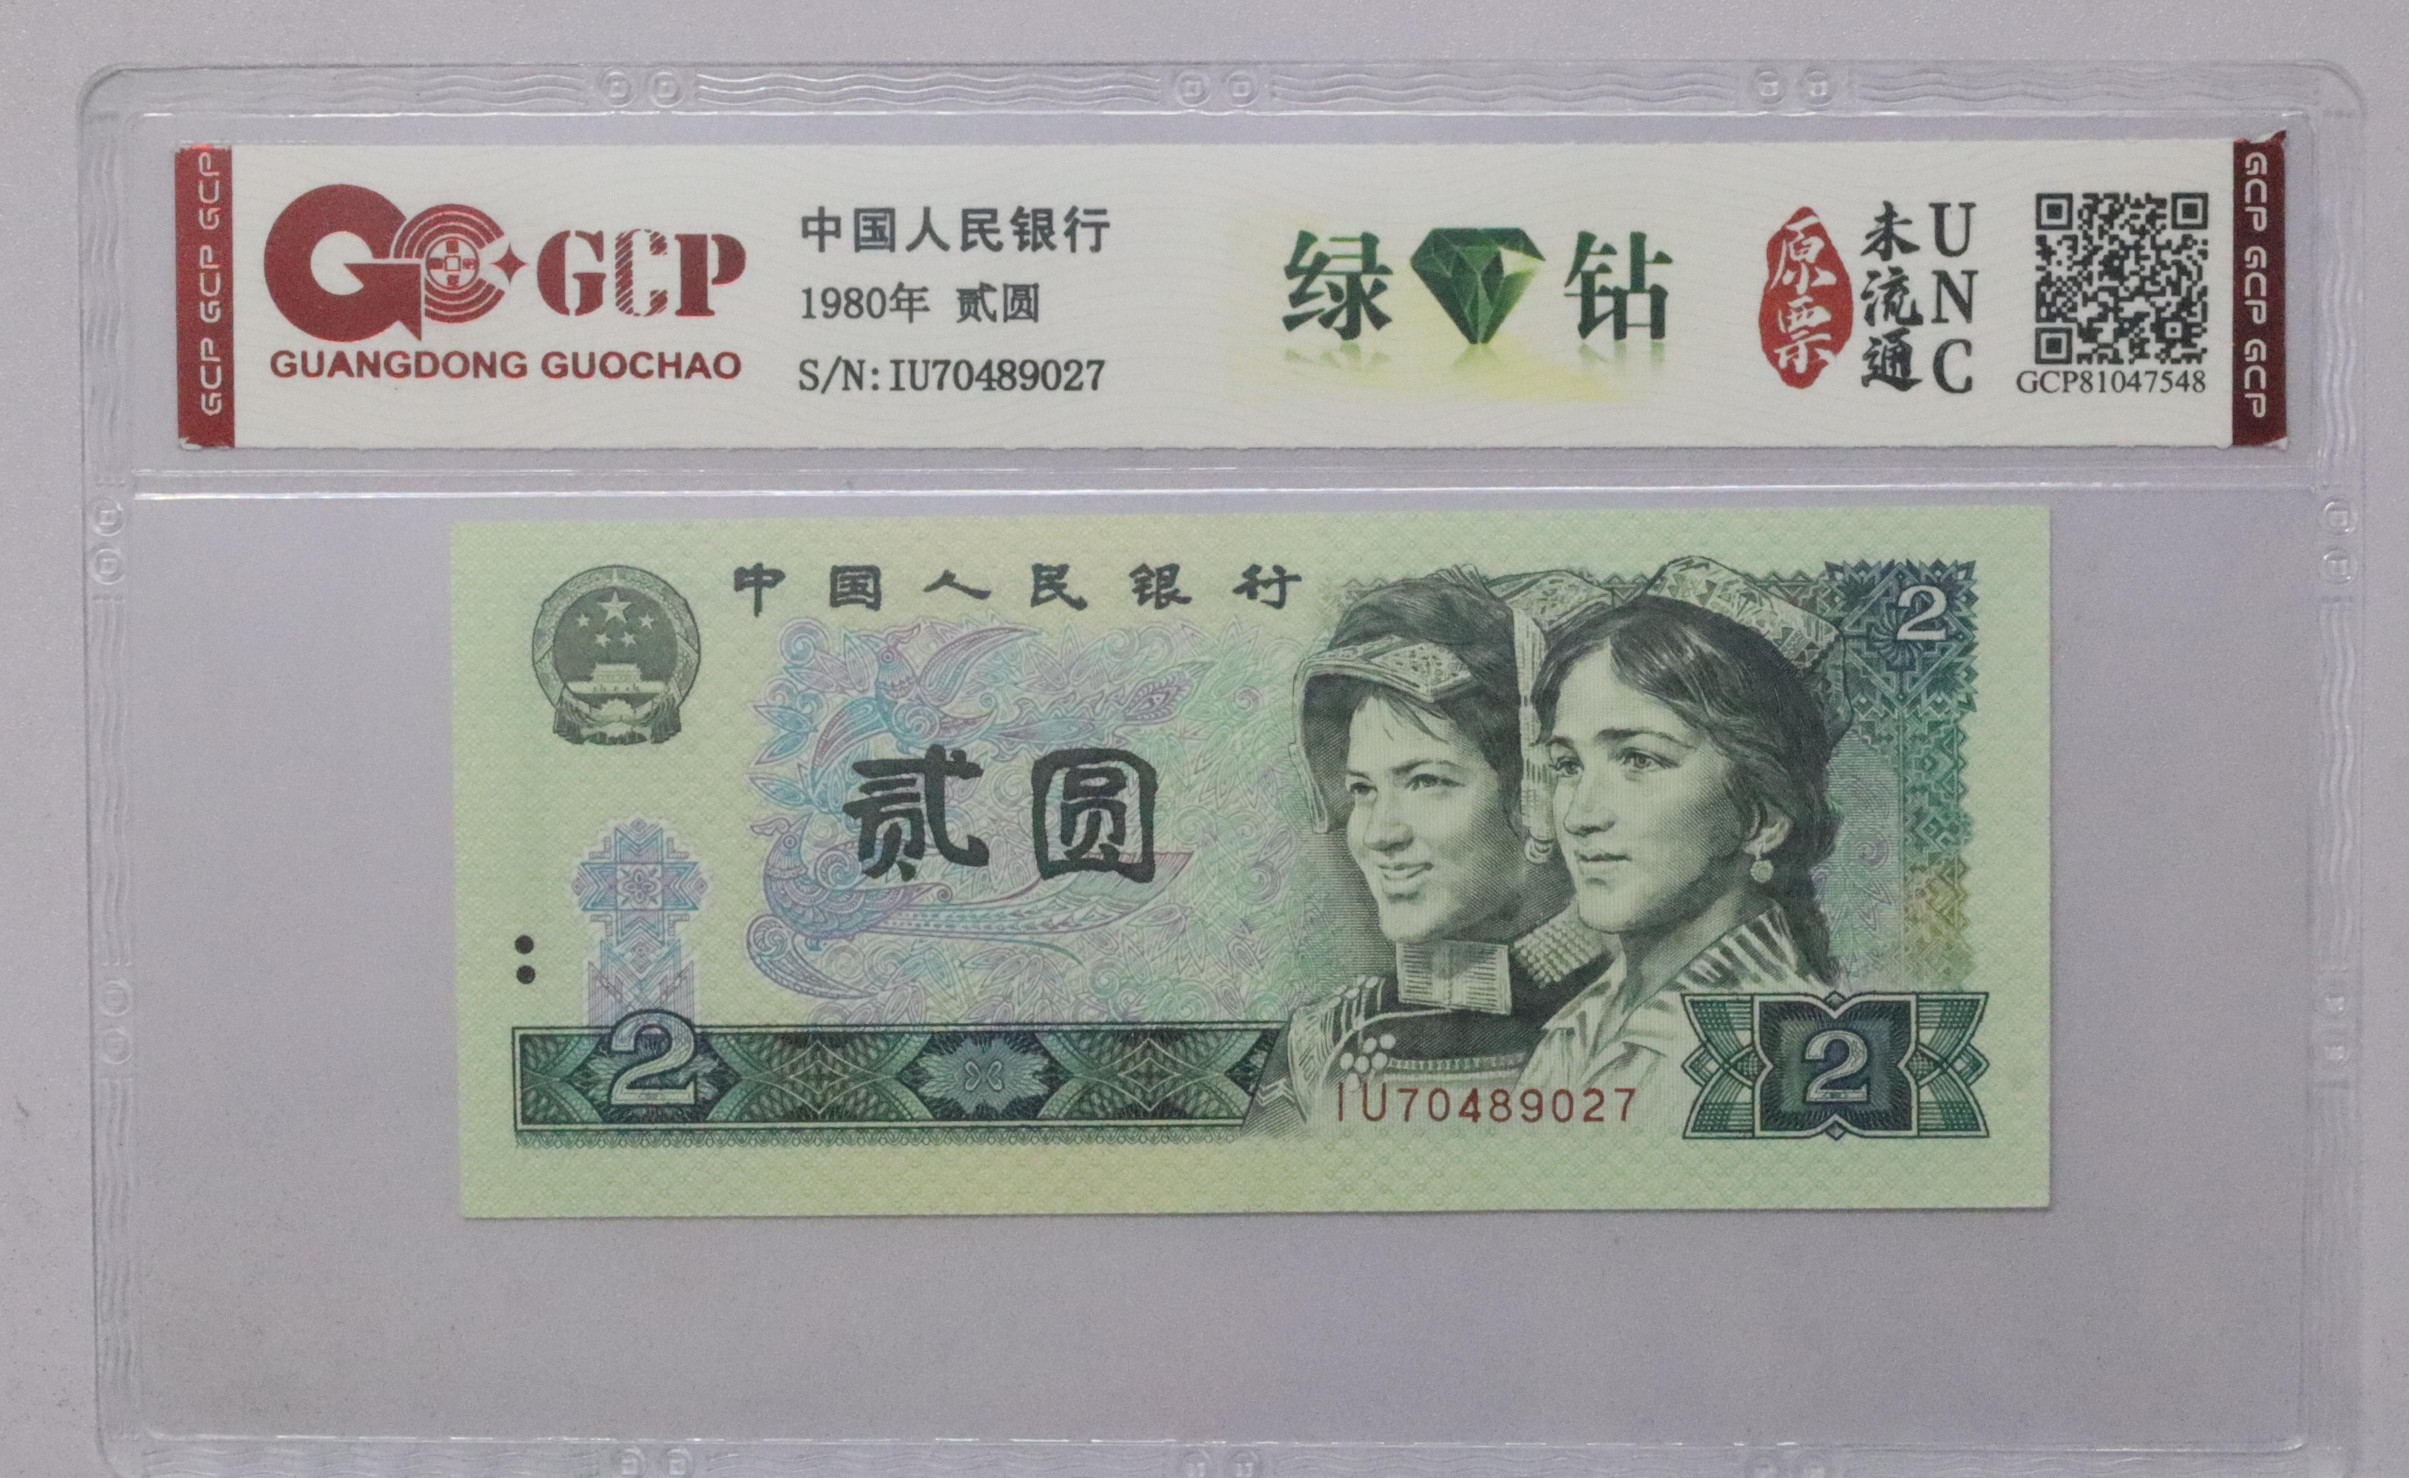 GCP GCP GCP
GCP
GUANGDONG GUOCHAO
中国人民银行
1980年 贰圆
S/N: IU70489027
绿钻
原票
未流通
UNC
GCP81047548
GCP GCP GCP
中国人民银行
2
贰圆
2
IU70489027
2